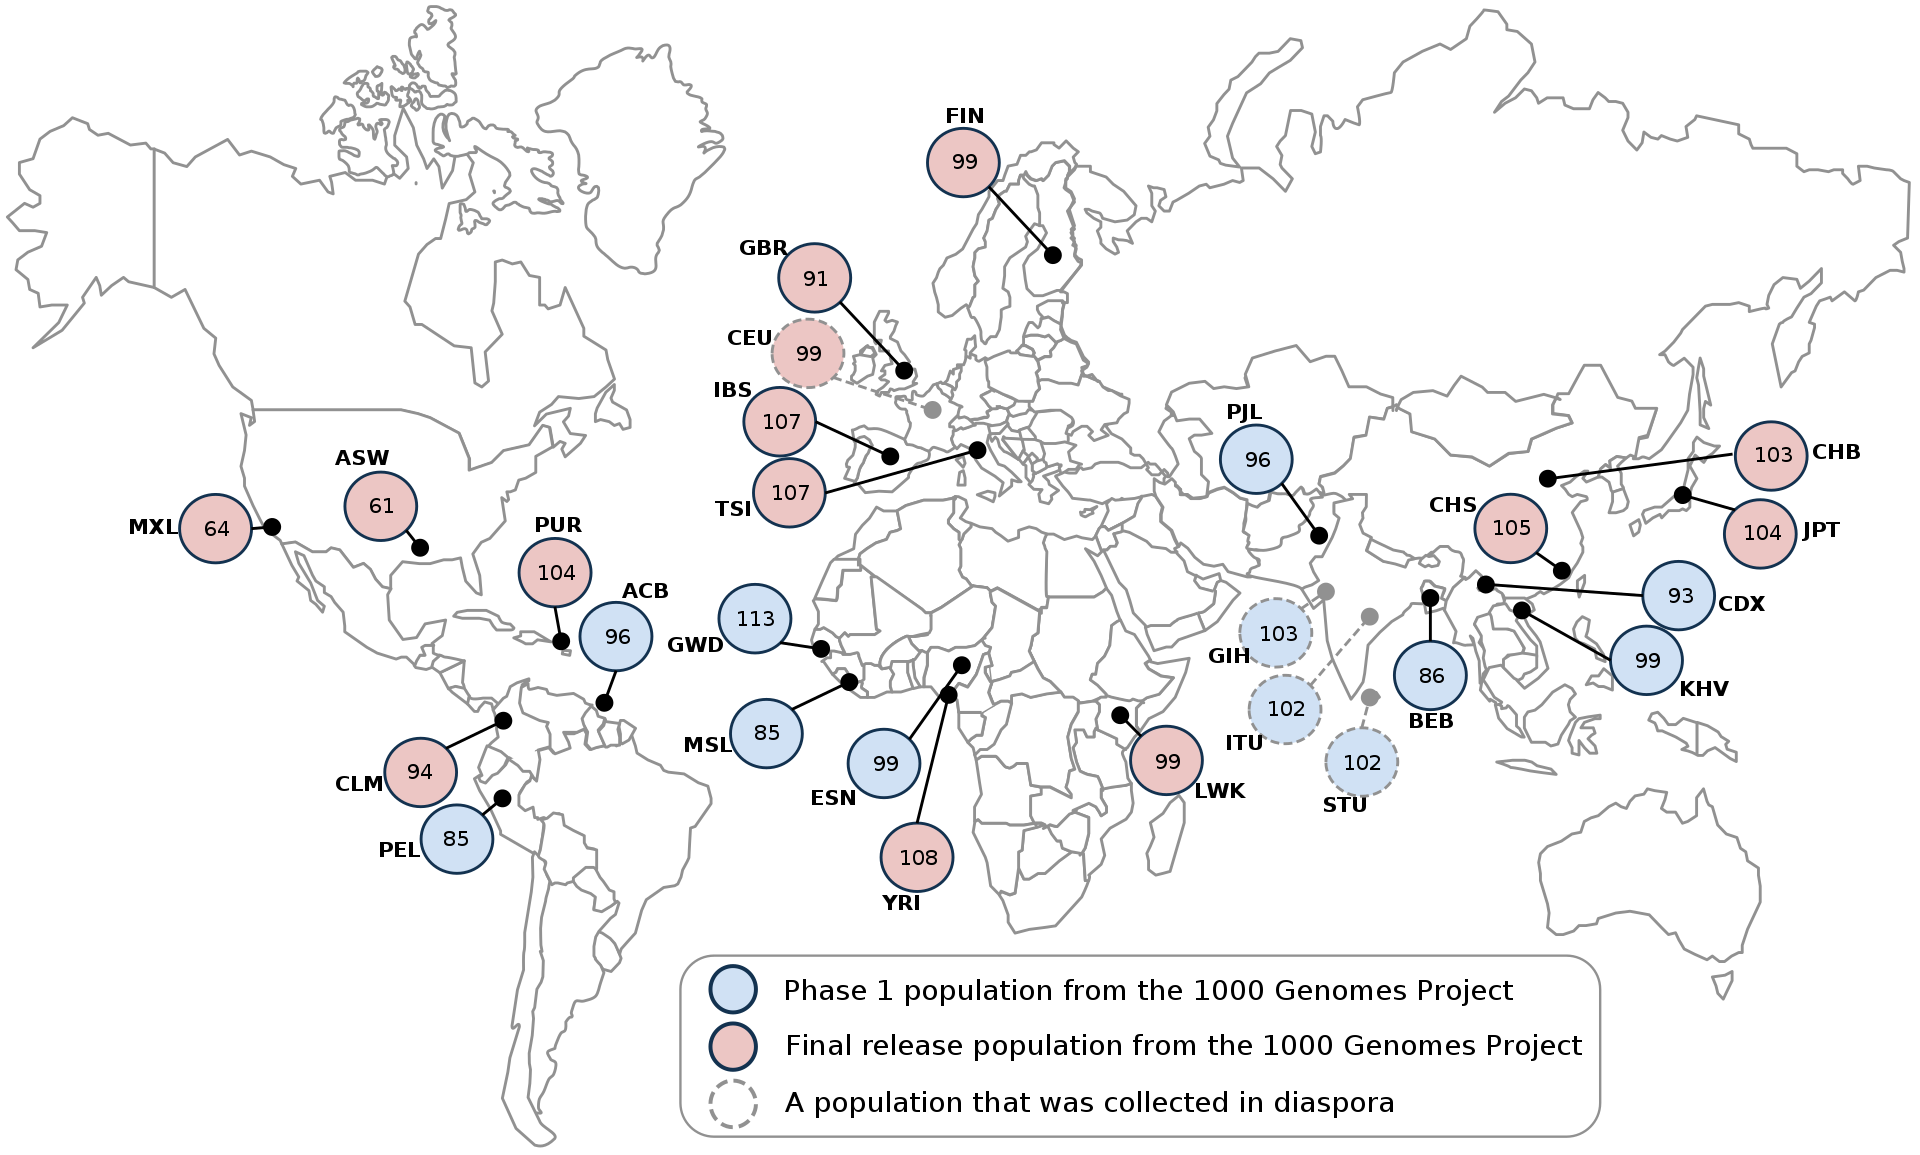 FIN
99
GBR
91
CEU
99
IBS
107
TSI
107
PJL
96
CHB
103
JPT
104
CHS
105
CDX
93
KHV
99
BEB
86
GIH
103
ITU
102
STU
102
MXL
64
ASW
61
PUR
104
ACB
96
CLM
94
PEL
85
GWD
113
MSL
85
ESN
99
YRI
108
LWK
99
Phase 1 population from the 1000 Genomes Project
Final release population from the 1000 Genomes Project
A population that was collected in diaspora